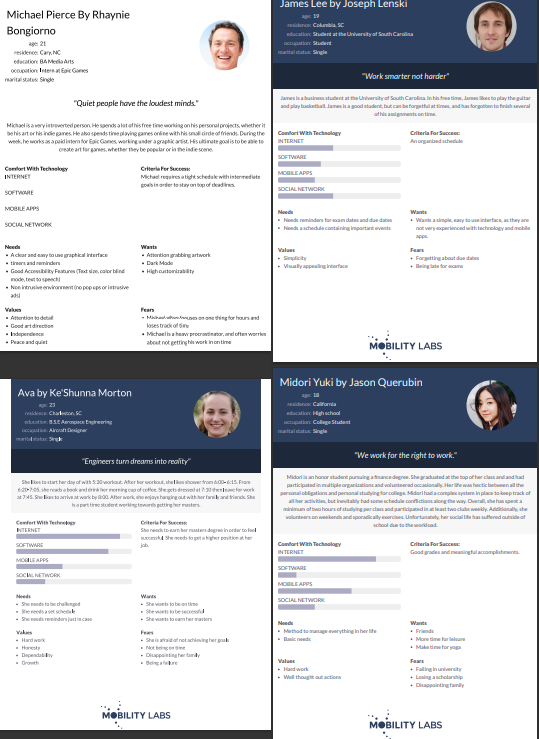 Michael Pierce By Rhaynie
Bongiorno
age: 21
residence: Cary, NC
education: BA Media Arts
occupation: Intern at Epic Games
marital status: Single
"Quiet people have the loudest minds."
Michael is a very introverted person. He spends a lot of his free time working on his personal projects, whether it
be his art or his indie games. He also spends time playing games online with his small circle of friends. During the
week, he works as a paid intern for Epic Games, working under a graphic artist. His ultimate goal is to be able to
create art for games, whether they be popular or in the indie scene.
Comfort With Technology
INTERNET
SOFTWARE
MOBILE APPS
SOCIAL NETWORK
Criteria For Success:
Michael requires a tight schedule with intermediate
goals in order to stay on top of deadlines.
Needs
A clear and easy to use graphical interface
timers and reminders
Good Accessibility Features (Text size, color blind
mode, text to speech)
Non intrusive environment (no pop ups or intrusive
ads)
Wants
Attention grabbing artwork
Dark Mode
High customizability
Values
Attention to detail
Good art direction
Independence
Peace and quiet
Fears
Michael often focuses on one thing for hours and
loses track of time
Michael is a heavy procrastinator, and often worries
about not getting his work in on time
James Lee by Joseph Lenski
age: 19
residence: Columbia, SC
education: Student at the University of South Carolina
occupation: Student
marital status: Single
"Work smarter not harder"
James is a business student at the University of South Carolina. In his free time, James likes to play the guitar
and play basketball. James is a good student, but can be forgetful at times, and has forgotten to finish several
of his assignments on time.
Comfort With Technology
INTERNET
SOFTWARE
MOBILE APPS
SOCIAL NETWORK
Criteria For Success:
An organized schedule
Needs
Needs reminders for exam dates and due dates
Needs a schedule containing important events
Wants
Wants a simple, easy to use interface, as they are
not very experienced with technology and mobile
apps.
Values
Simplicity
Visually appealing interface
Fears
Forgetting about due dates
Being late for exams
MOBILITY LABS
Ava by Ke'Shunna Morton
age: 23
residence: Charleston, SC
education: B.S.E Aerospace Engineering
occupation: Aircraft Designer
marital status: Single
"Engineers turn dreams into reality"
She likes to start her day of with 5:20 workout. After her workout, she likes shower from 6:00-6:15. From
6:20-7:05, she reads a book and drink her morning cup of coffee. She gets dressed at 7:10 then leave for work
at 7:45. She likes to arrive at work by 8:00. After work, she enjoys hanging out with her family and friends. She
is a part time student working towards getting her masters.
Comfort With Technology
INTERNET
SOFTWARE
MOBILE APPS
SOCIAL NETWORK
Criteria For Success:
She needs to earn her masters degree in order to feel
successful. She needs to get a higher position at her
job.
Needs
She needs to be challenged
She needs a set schedule
She needs reminders just in case
Wants
She wants to be on time
She wants to be successful
She wants to earn her masters
Values
Hard work
Honesty
Dependability
Growth
Fears
She is afraid of not achieving her goals
Not being on time
Disappointing her family
Being a failure
MOBILITY LABS
Midori Yuki by Jason Querubin
age: 18
residence: California
education: High school
occupation: College Student
marital status: Single
"We work for the right to work."
Midori is an honor student pursuing a nursing degree. She graduated at the top of her class and and had
participated in multiple organizations and volunteered occasionally. Her life was hectic between all the
personal obligations and personal studying for college. Midori had a complex system in place to keep track of
all her activities, but inevitably had some conflicts along the way. Overall, she has spent a
minimum of two hours of studying per class and participated in at least two clubs weekly. Additionally, she
volunteers on weekends and sporadically exercises. Unfortunately, her social life has suffered outside of
school due to the workload.
Comfort With Technology
INTERNET
SOFTWARE
MOBILE APPS
SOCIAL NETWORK
Criteria For Success:
Good grades and meaningful accomplishments.
Needs
Method to manage everything in her life
Basic needs
Wants
Friends
More time for leisure
Make time for yoga
Values
Hard work
Well thought out actions
Fears
Failing in university
Losing a scholarship
Disappointing family
MOBILITY LABS